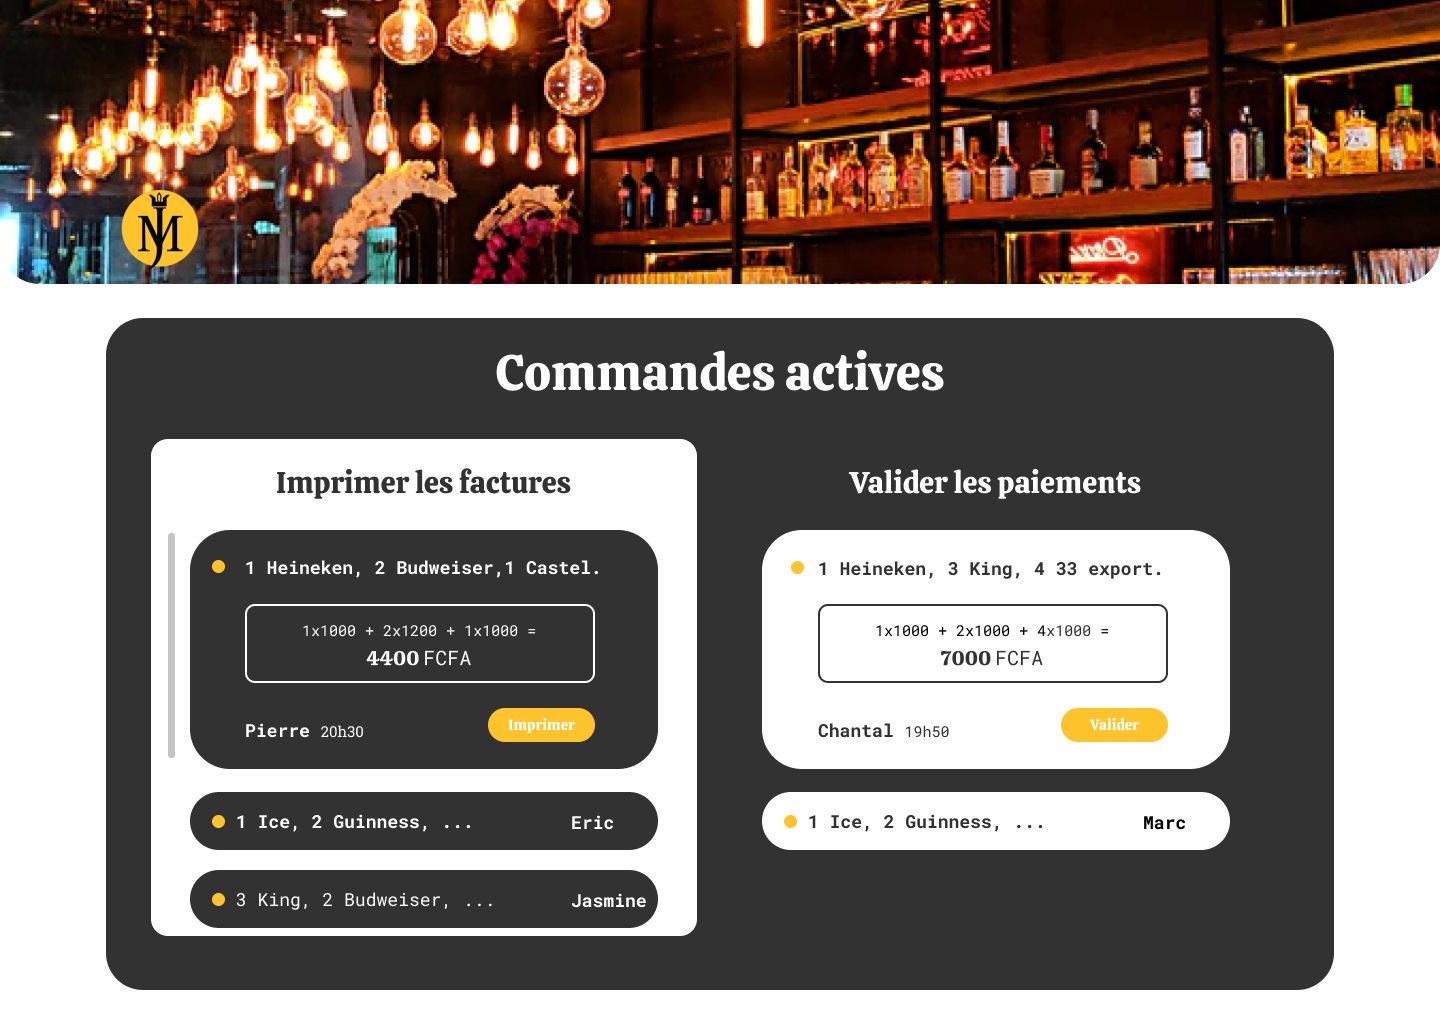 JM
Commandes actives
Imprimer les factures
1 Heineken, 2 Budweiser,1 Castel.
1x1000 + 2x1200 + 1x1000 =
4400 FCFA
Pierre 20h30
Imprimer
1 Ice, 2 Guinness, ...
Eric
3 King, 2 Budweiser, ...
Jasmine
Valider les paiements
1 Heineken, 3 King, 4 33 export.
1x1000 + 2x1000 + 4x1000 =
7000 FCFA
Chantal 19h50
Valider
1 Ice, 2 Guinness, ...
Marc